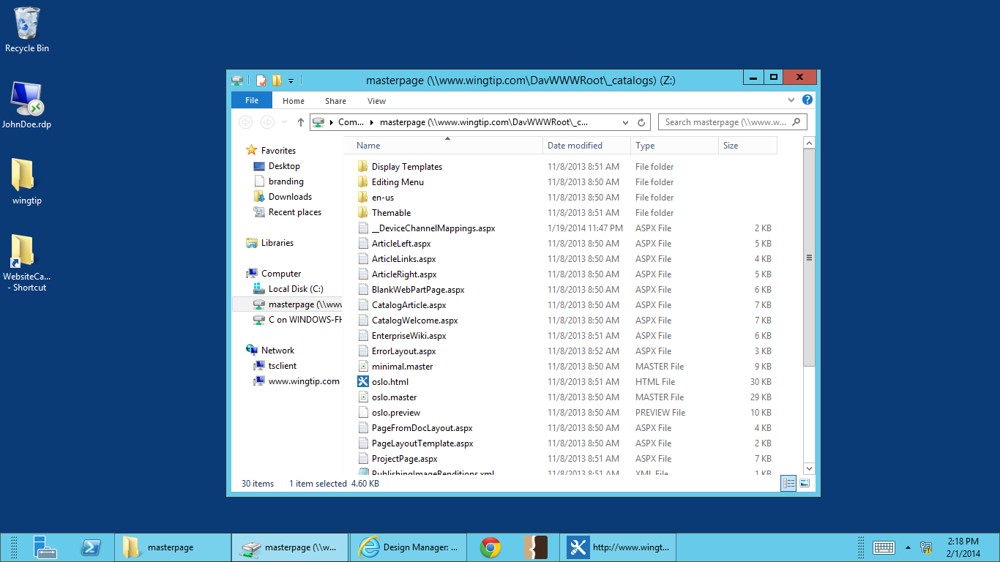 Recycle Bin
JohnDoe.rdp
wingtip
WebsiteCa...
- Shortcut
masterpage (\\www.wingtip.com\DavWWWRoot\_catalogs) (Z:)
File Home Share View
Com... masterpage (\\www.wingtip.com\DavWWWRoot\_c... Search masterpage (\\www.w...
Favorites
Desktop
branding
Downloads
Recent places
Libraries
Computer
Local Disk (C:)
masterpage (\\www
C on WINDOWS-FH
Network
tsclient
www.wingtip.com
Name Date modified Type Size
Display Templates 11/8/2013 8:51 AM File folder
Editing Menu 11/8/2013 8:50 AM File folder
en-us 11/8/2013 8:50 AM File folder
Themable 11/8/2013 8:51 AM File folder
__DeviceChannelMappings.aspx 1/19/2014 11:47 PM ASPX File 2 KB
ArticleLeft.aspx 11/8/2013 8:50 AM ASPX File 5 KB
ArticleLinks.aspx 11/8/2013 8:50 AM ASPX File 4 KB
ArticleRight.aspx 11/8/2013 8:50 AM ASPX File 5 KB
BlankWebPartPage.aspx 11/8/2013 8:50 AM ASPX File 6 KB
CatalogArticle.aspx 11/8/2013 8:50 AM ASPX File 7 KB
CatalogWelcome.aspx 11/8/2013 8:50 AM ASPX File 7 KB
EnterpriseWiki.aspx 11/8/2013 8:51 AM ASPX File 6 KB
ErrorLayout.aspx 11/8/2013 8:52 AM ASPX File 3 KB
minimal.master 11/8/2013 8:50 AM MASTER File 9 KB
oslo.html 11/8/2013 8:51 AM HTML File 30 KB
oslo.master 11/8/2013 8:50 AM MASTER File 29 KB
oslo.preview 11/8/2013 8:50 AM PREVIEW File 10 KB
PageFromDocLayout.aspx 11/8/2013 8:50 AM ASPX File 4 KB
PageLayoutTemplate.aspx 11/8/2013 8:50 AM ASPX File 2 KB
ProjectPage.aspx 11/8/2013 8:51 AM ASPX File 7 KB
PublishingImageRenditions.xml 11/8/2013 8:51 AM XML File 1 KB
30 items 1 item selected 4.60 KB
masterpage
masterpage (\\w...
Design Manager: ...
http://www.wingt...
2:18 PM
2/1/2014